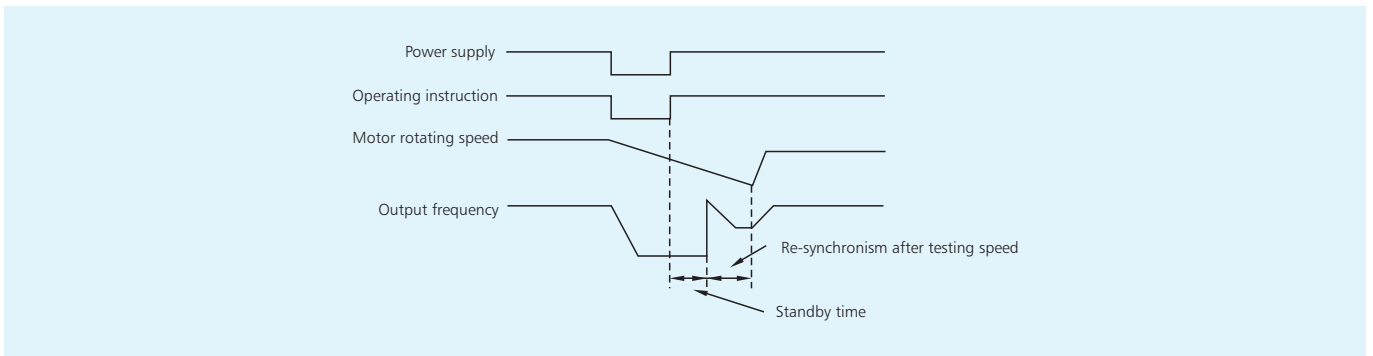 Power supply
Operating instruction
Motor rotating speed
Output frequency
Re-synchronism after testing speed
Standby time